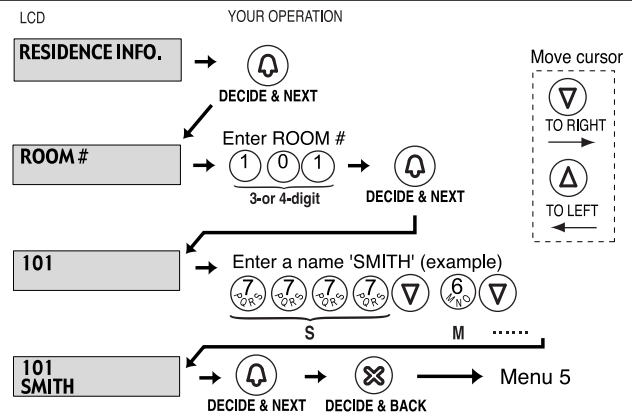 LCD YOUR OPERATION
RESIDENCE INFO.
DECIDE & NEXT
Move cursor
TO RIGHT
TO LEFT
ROOM #
Enter ROOM #
1 0 1
3-or 4-digit
DECIDE & NEXT
101
Enter a name 'SMITH' (example)
7 PQRS 7 PQRS 7 PQRS 7 PQRS 6 MNO
S M ......
101
SMITH
DECIDE & NEXT DECIDE & BACK
Menu 5